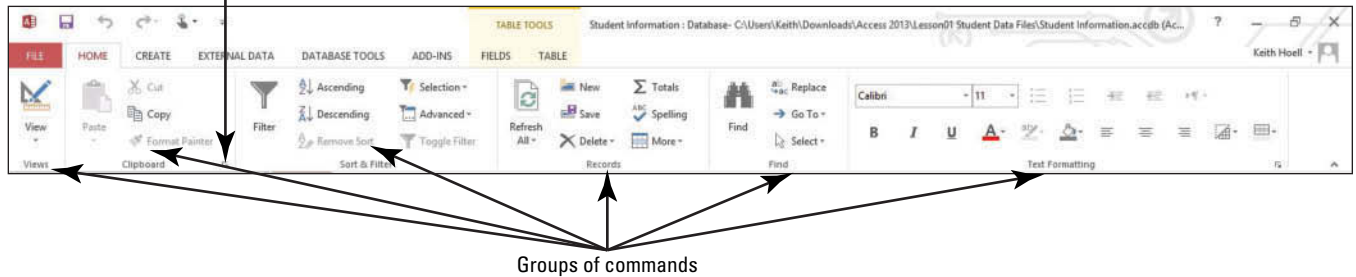 TABLE TOOLS Student Information : Database- C:\Users\Keith\Downloads\Access 2013\Lesson01 Student Data Files\Student Information.accdb (Ac... ?
FILE HOME CREATE EXTERNAL DATA DATABASE TOOLS ADD-INS FIELDS TABLE Keith Hoell
View
Views
Paste
Cut
Copy
Format Painter
Clipboard
Filter
Ascending
Descending
Remove Sort
Selection
Advanced
Toggle Filter
Sort & Filter
Refresh
All
New
Save
Delete
Totals
Spelling
More
Records
Find
Replace
Go To
Select
Find
Calibri 11
B I U A
Text Formatting
Groups of commands